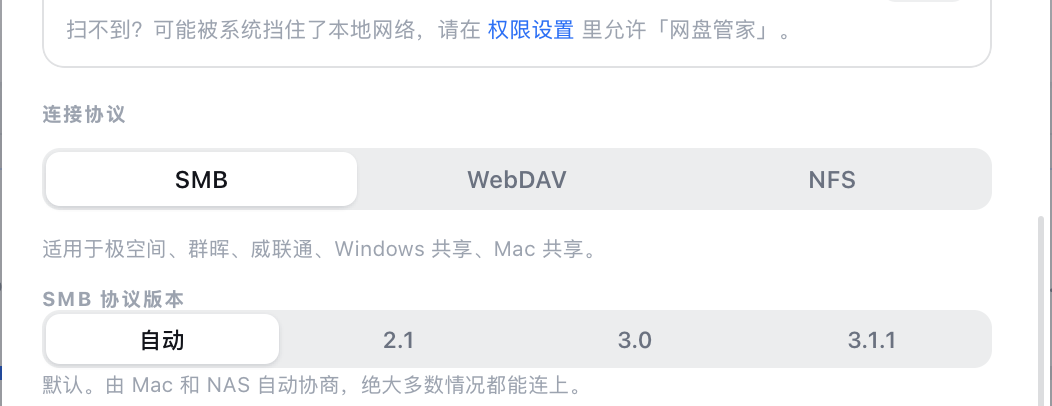 扫不到？可能被系统挡住了本地网络，请在 权限设置 里允许「网盘管家」。
连接协议
SMB WebDAV NFS
适用于极空间、群晖、威联通、Windows 共享、Mac 共享。
SMB 协议版本
自动 2.1 3.0 3.1.1
默认。由 Mac 和 NAS 自动协商，绝大多数情况都能连上。